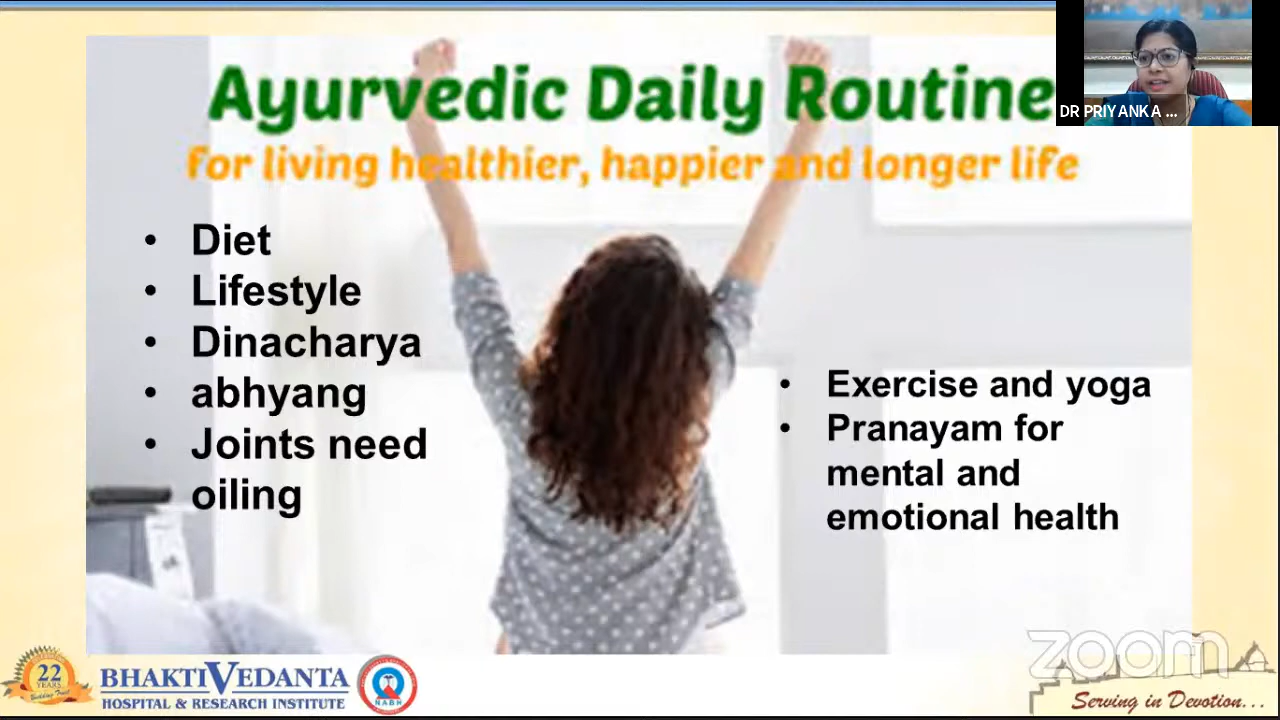 Ayurvedic Daily Routine
for living healthier, happier and longer life
DR PRIYANKA ...
• Diet
• Lifestyle
• Dinacharya
• abhyang
• Joints need
oiling
• Exercise and yoga
• Pranayam for
mental and
emotional health
22
YEARS
Building Trust
BHAKTIVEDANTA
HOSPITAL & RESEARCH INSTITUTE
NABH
zoom
Serving in Devotion...